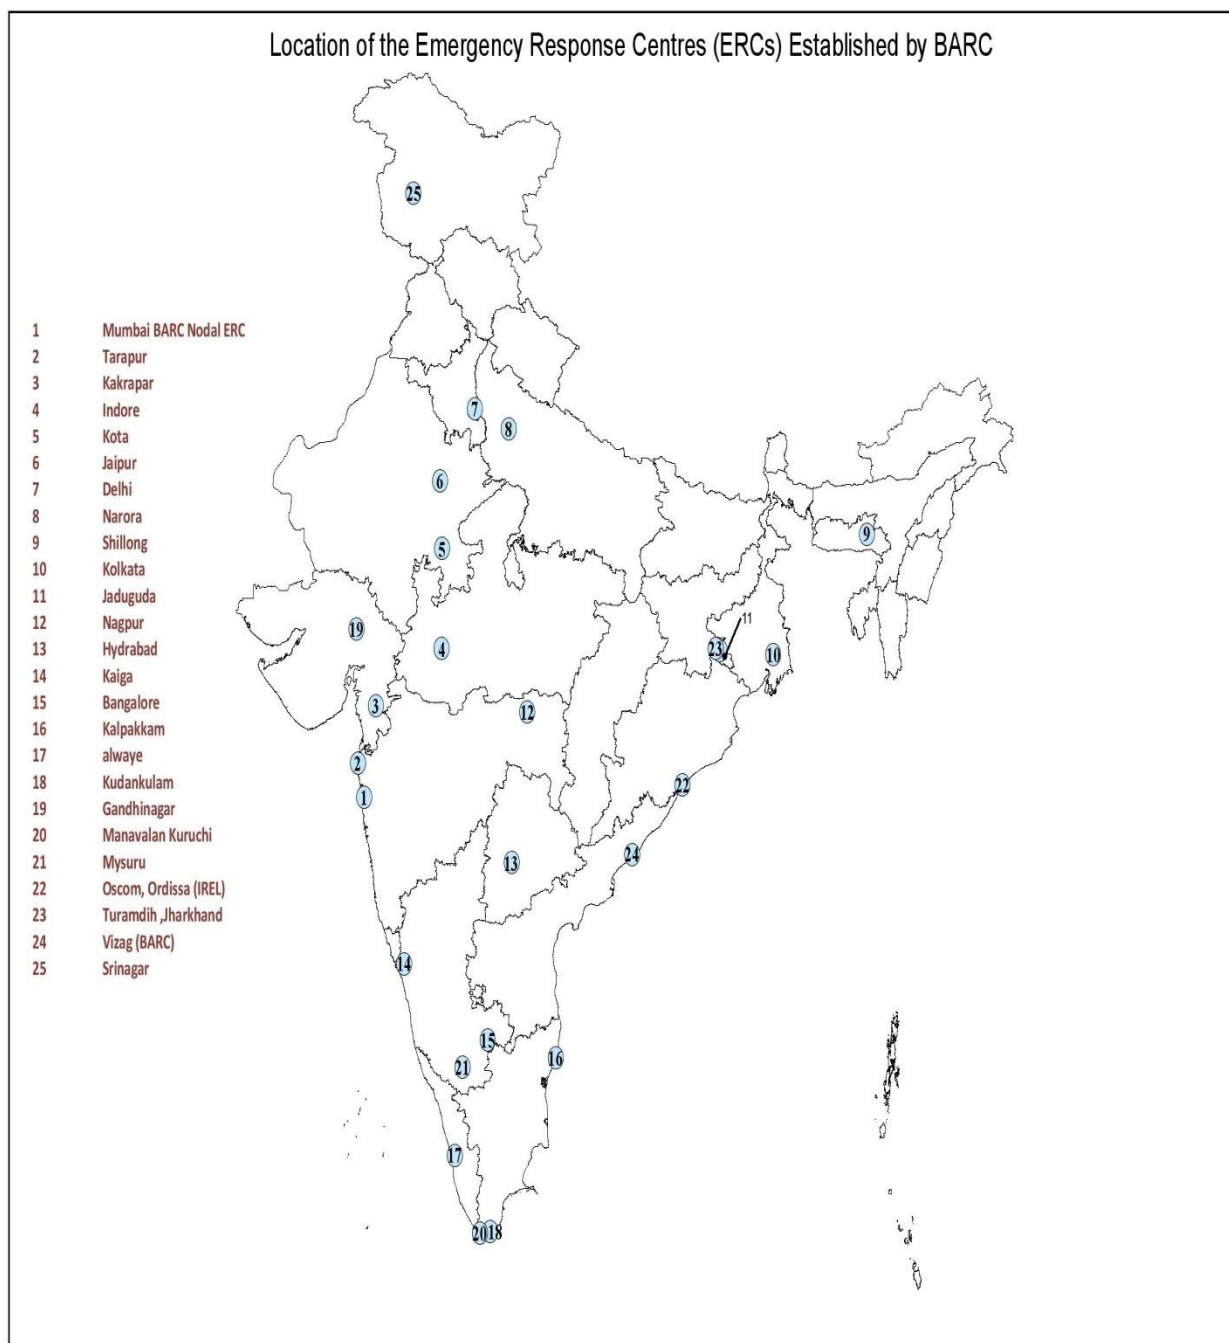 Location of the Emergency Response Centres (ERCs) Established by BARC
1 Mumbai BARC Nodal ERC
2 Tarapur
3 Kakrapar
4 Indore
5 Kota
6 Jaipur
7 Delhi
8 Narora
9 Shillong
10 Kolkata
11 Jaduguda
12 Nagpur
13 Hydrabad
14 Kaiga
15 Bangalore
16 Kalpakkam
17 alwaye
18 Kudankulam
19 Gandhinagar
20 Manavalan Kuruchi
21 Mysuru
22 Oscom, Ordissa (IREL)
23 Turamdih ,Jharkhand
24 Vizag (BARC)
25 Srinagar
25
7
8
6
9
5
11
19
4
23
10
3
12
2
22
1
24
13
14
15
16
21
17
20 18